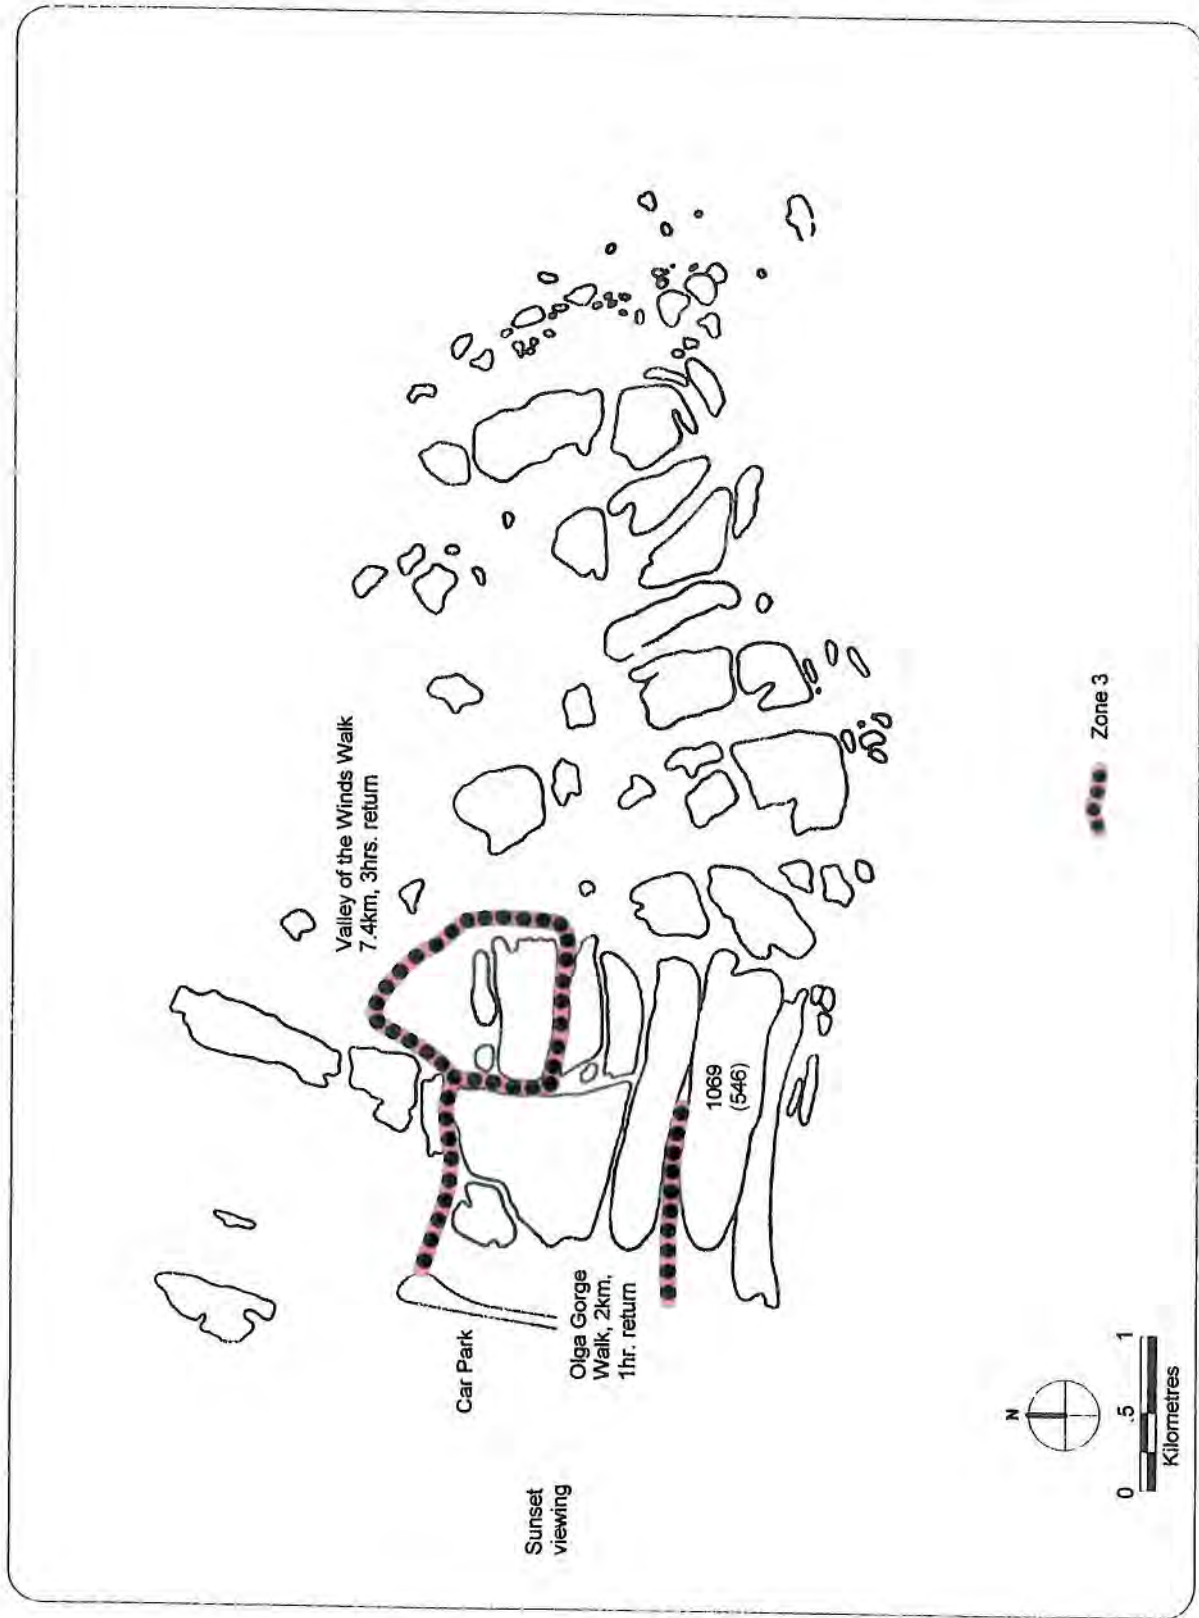 Valley of the Winds Walk
7.4km, 3hrs. return
Car Park
Olga Gorge
Walk, 2km,
1hr. return
Sunset
viewing
1069
(546)
N
0 .5 1
Kilometres
Zone 3